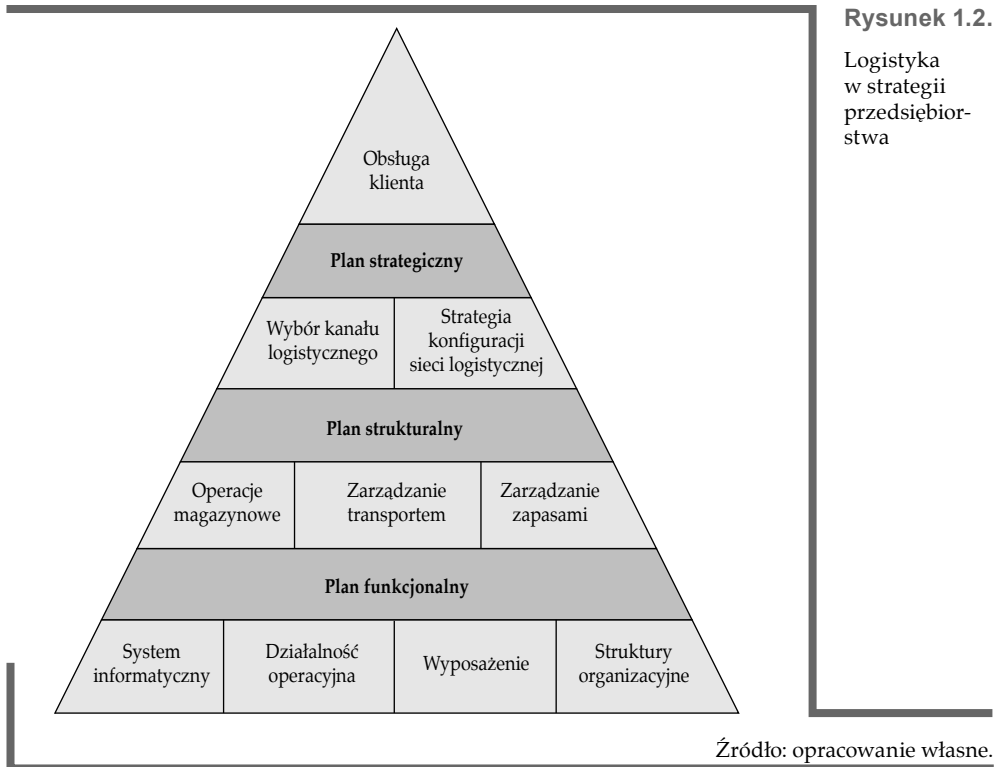 Rysunek 1.2.
Logistyka
w strategii
przedsiębior-
stwa
Obsługa
klienta
Plan strategiczny
Wybór kanału
logistycznego
Strategia
konfiguracji
sieci logistycznej
Plan strukturalny
Operacje
magazynowe
Zarządzanie
transportem
Zarządzanie
zapasami
Plan funkcjonalny
System
informatyczny
Działalność
operacyjna
Wyposażenie
Struktury
organizacyjne
Źródło: opracowanie własne.